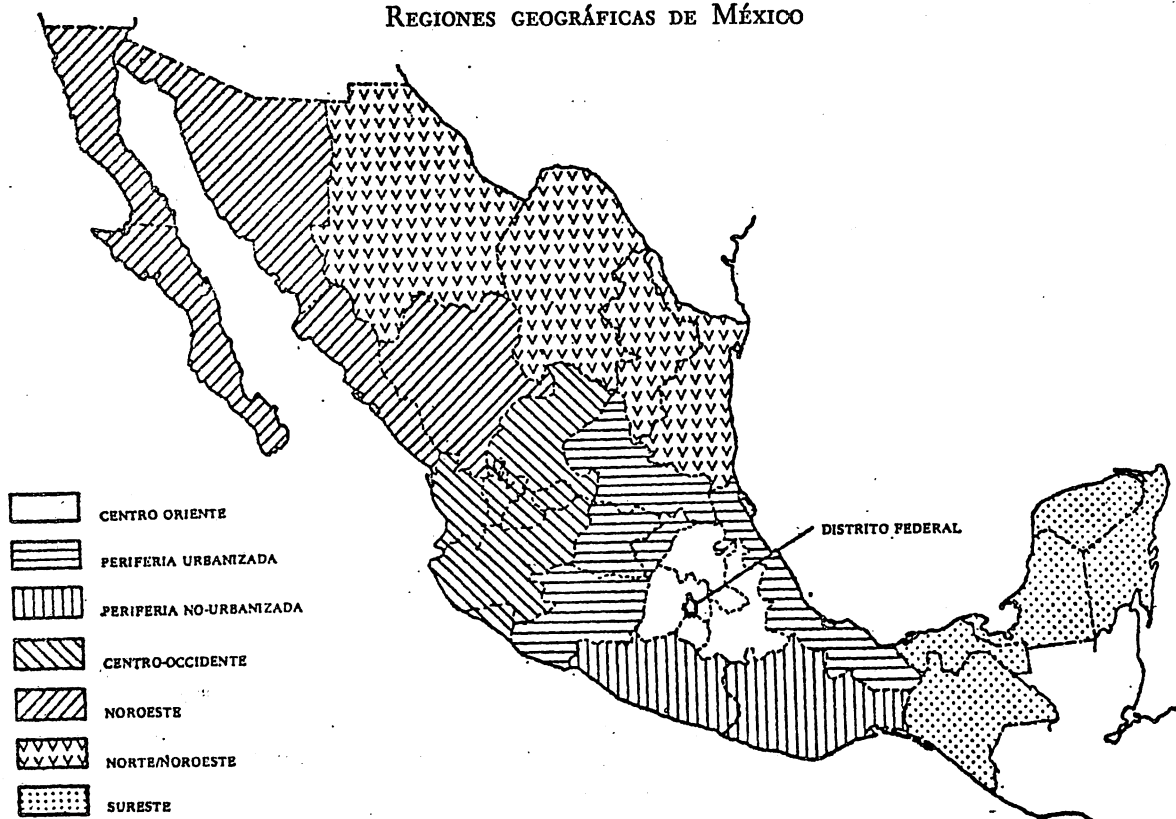 REGIONES GEOGRÁFICAS DE MÉXICO
DISTRITO FEDERAL
CENTRO ORIENTE
PERIFERIA URBANIZADA
PERIFERIA NO-URBANIZADA
CENTRO-OCCIDENTE
NOROESTE
NORTE/NOROESTE
SURESTE